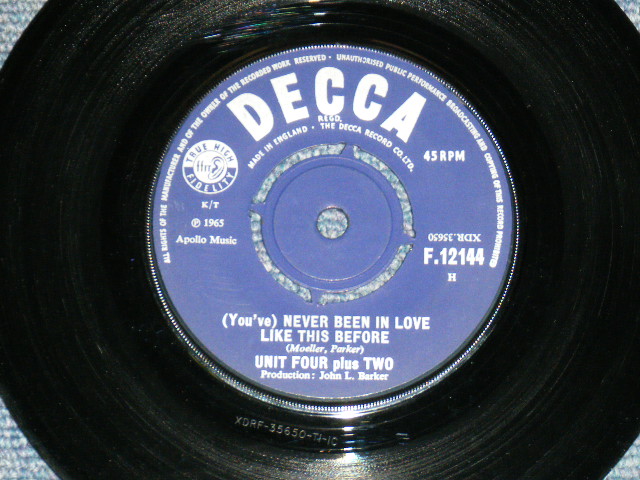 ALL RIGHTS OF THE MANUFACTURER AND OF THE OWNER OF THE RECORDED WORK RESERVED · UNAUTHORISED PUBLIC PERFORMANCE BROADCASTING AND COPYING OF THIS RECORD PROHIBITED
DECCA
REGD.
MADE IN ENGLAND · THE DECCA RECORD CO. LTD.
TRUE HIGH
ffrr
FIDELITY
45 RPM
K/T
℗ 1965
Apollo Music
XDR.35650
F.12144
H
(You've) NEVER BEEN IN LOVE
LIKE THIS BEFORE
(Moeller, Parker)
UNIT FOUR plus TWO
Production: John L. Barker
XDRF-35650-T1-1C